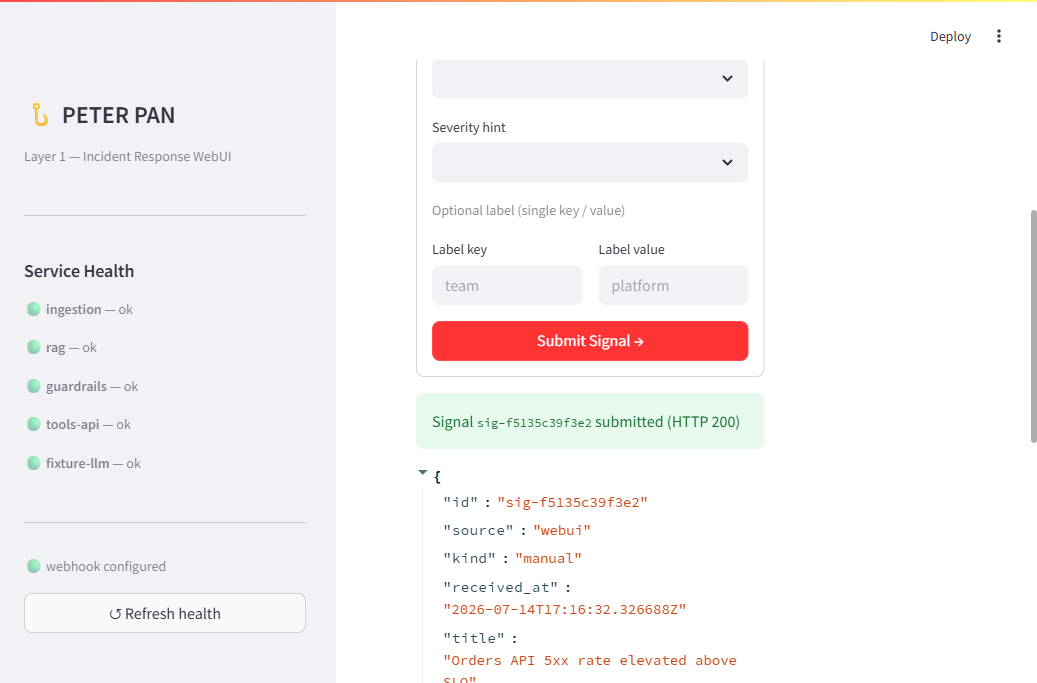 Deploy
PETER PAN
Layer 1 — Incident Response WebUI
Service Health
ingestion — ok
rag — ok
guardrails — ok
tools-api — ok
fixture-llm — ok
webhook configured
↺ Refresh health
Severity hint
Optional label (single key / value)
Label key
Label value
team
platform
Submit Signal →
Signal sig-f5135c39f3e2 submitted (HTTP 200)
{
"id" : "sig-f5135c39f3e2"
"source" : "webui"
"kind" : "manual"
"received_at" :
"2026-07-14T17:16:32.326688Z"
"title" :
"Orders API 5xx rate elevated above
SLO"